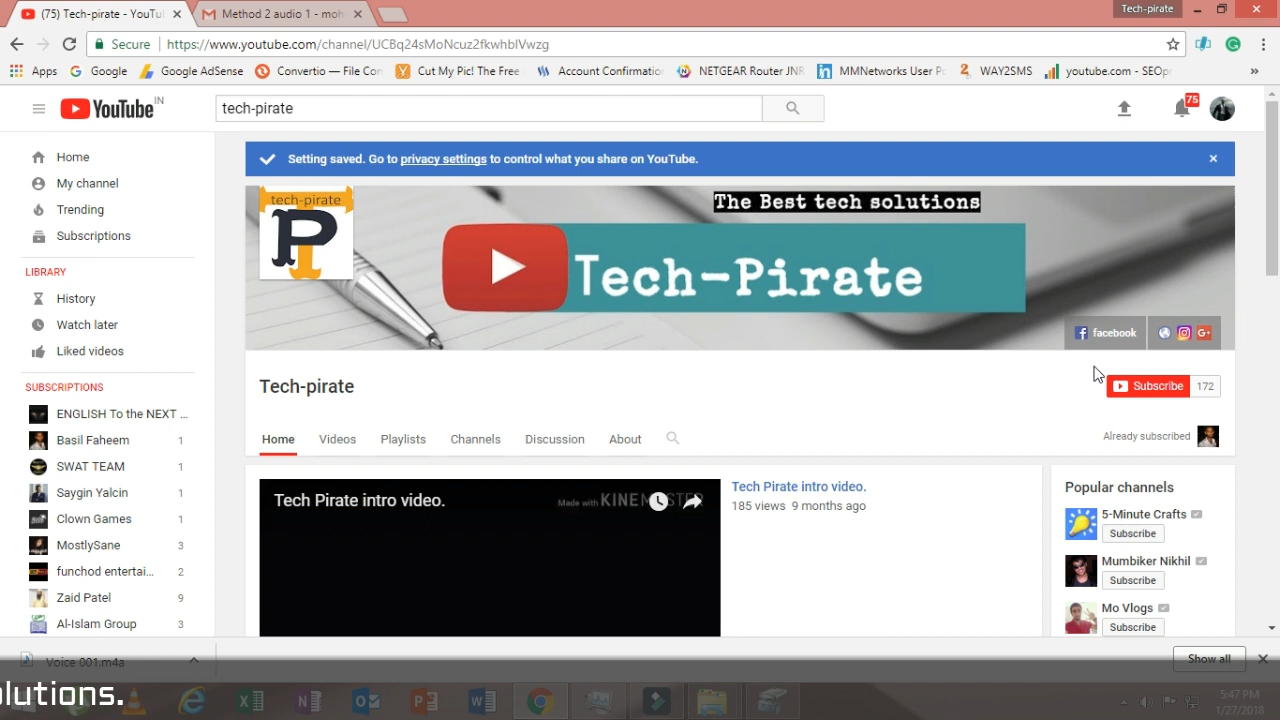 (75) Tech-pirate - YouTu
Method 2 audio 1 - moh
Tech-pirate
Secure
https://www.youtube.com/channel/UCBq24sMoNcuz2fkwhbIVwzg
Apps
Google
Google AdSense
Convertio — File Con
Cut My Pic! The Free
Account Confirmation
NETGEAR Router JNR
MMNetworks User Po
WAY2SMS
youtube.com - SEOpr
»
YouTube IN
tech-pirate
75
Home
My channel
Trending
Subscriptions
LIBRARY
History
Watch later
Liked videos
SUBSCRIPTIONS
ENGLISH To the NEXT ...
Basil Faheem 1
SWAT TEAM 1
Saygin Yalcin 1
Clown Games 1
MostlySane 3
funchod entertai... 2
Zaid Patel 9
Al-Islam Group 3
Setting saved. Go to privacy settings to control what you share on YouTube.
tech-pirate
The Best tech solutions
Tech-Pirate
facebook
Tech-pirate
Subscribe 172
Home Videos Playlists Channels Discussion About
Already subscribed
Tech Pirate intro video.
Made with KINEMASTER
Tech Pirate intro video.
185 views 9 months ago
Popular channels
5-Minute Crafts
Subscribe
Mumbiker Nikhil
Subscribe
Mo Vlogs
Subscribe
Voice 001.m4a
Show all
olutions.
5:47 PM
1/27/2018